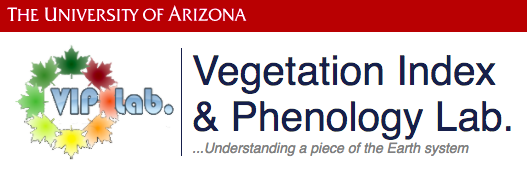 THE UNIVERSITY OF ARIZONA
VIP Lab.
Vegetation Index
& Phenology Lab.
...Understanding a piece of the Earth system